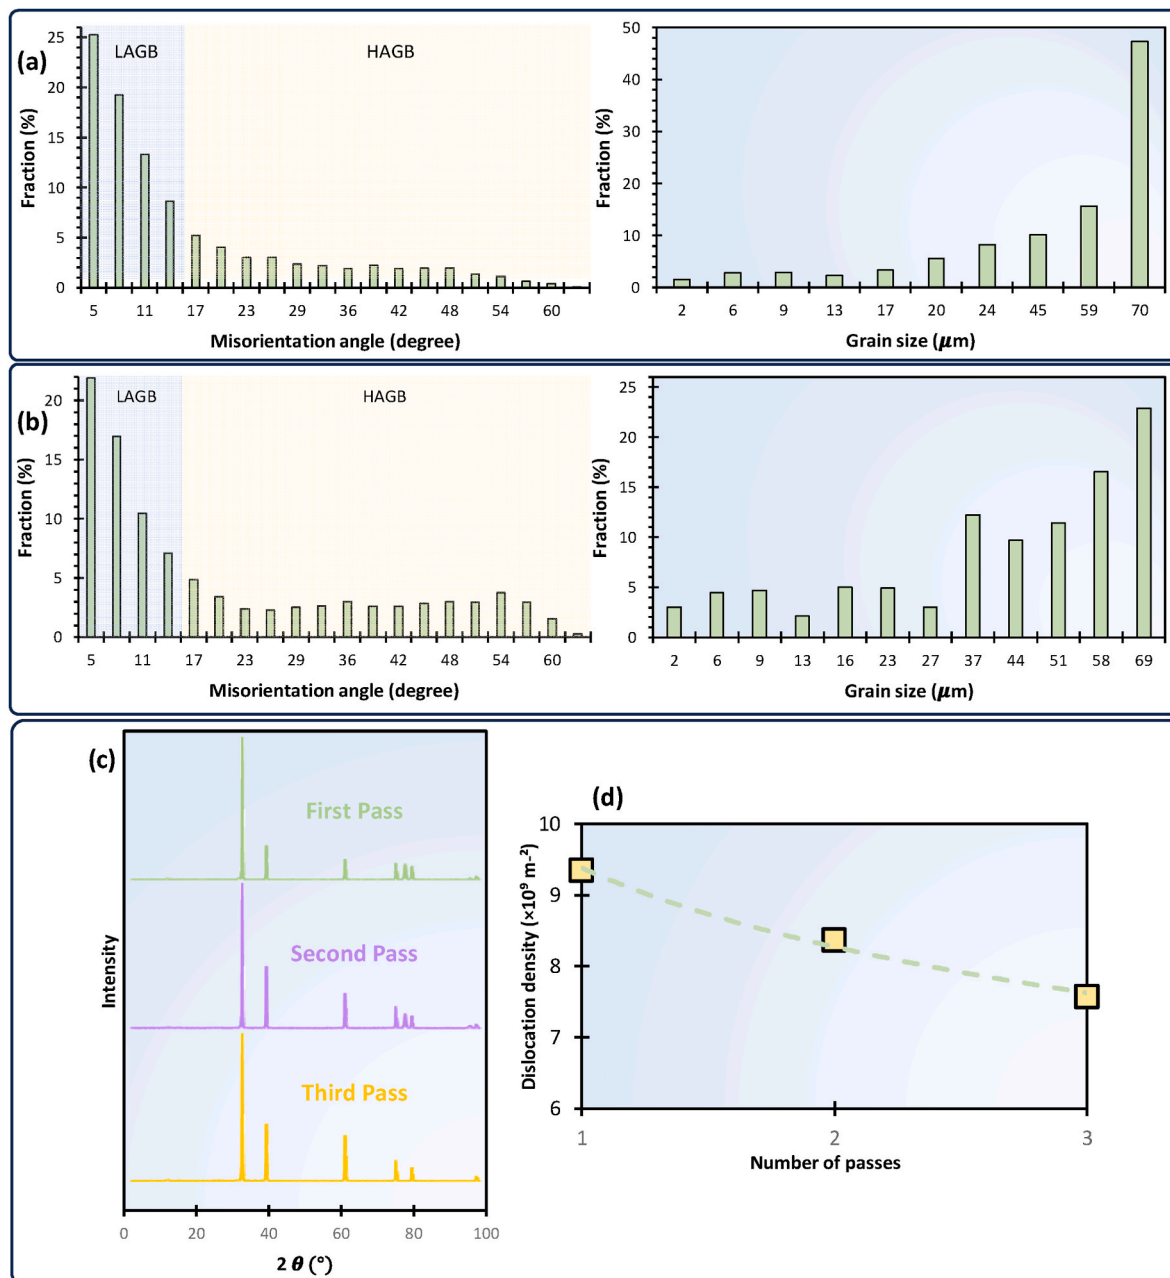 (a)
LAGB
HAGB
Fraction (%)
25
20
15
10
5
0
5 11 17 23 29 36 42 48 54 60
Misorientation angle (degree)
Fraction (%)
50
40
30
20
10
0
2 6 9 13 17 20 24 45 59 70
Grain size (μm)
(b)
LAGB
HAGB
Fraction (%)
20
15
10
5
0
5 11 17 23 29 36 42 48 54 60
Misorientation angle (degree)
Fraction (%)
25
20
15
10
5
0
2 6 9 13 16 23 27 37 44 51 58 69
Grain size (μm)
(c)
First Pass
Second Pass
Third Pass
Intensity
0 20 40 60 80 100
2 θ (°)
(d)
Dislocation density (×10⁹ m⁻²)
10
9
8
7
6
1 2 3
Number of passes